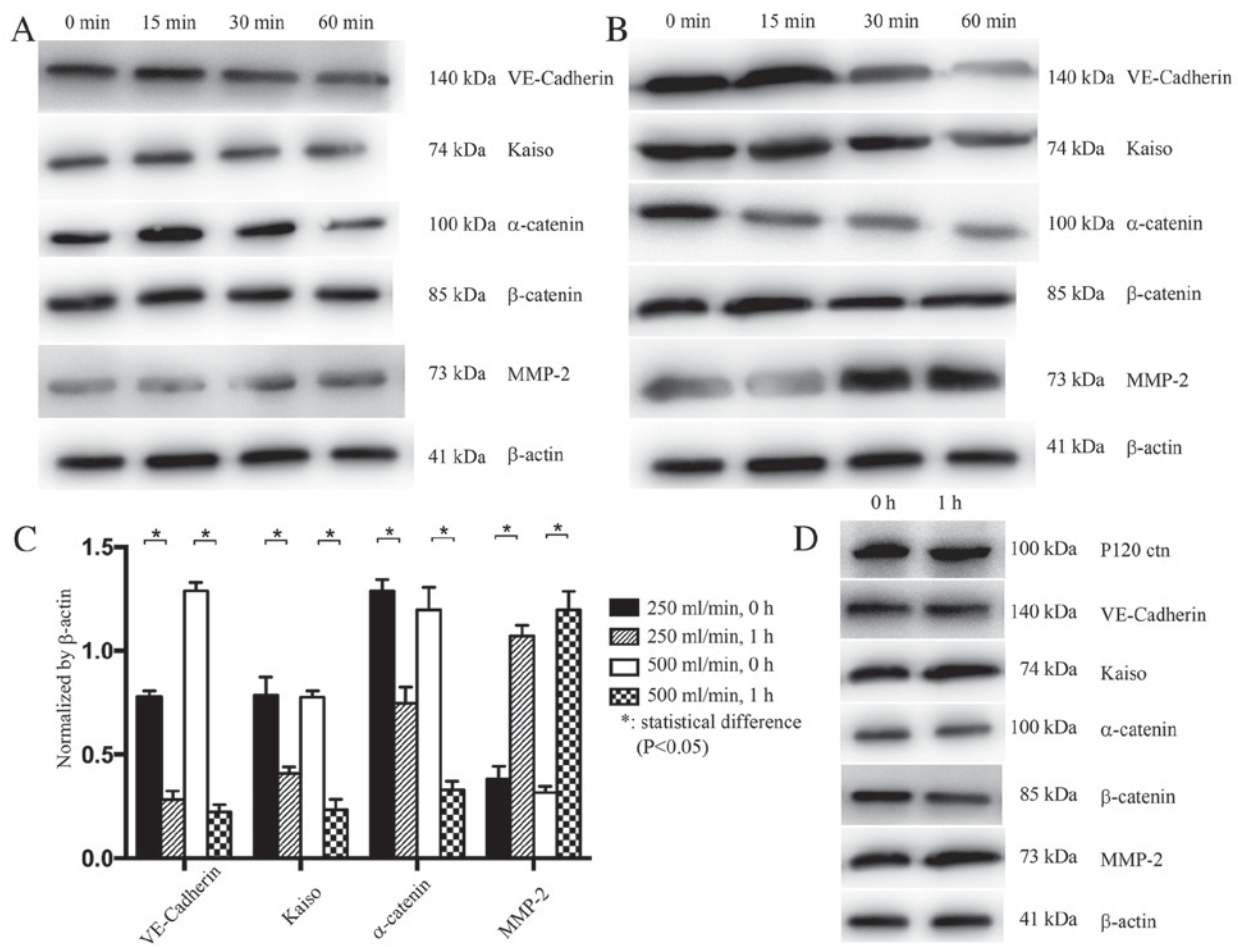 A
0 min 15 min 30 min 60 min
140 kDa VE-Cadherin
74 kDa Kaiso
100 kDa α-catenin
85 kDa β-catenin
73 kDa MMP-2
41 kDa β-actin
B
0 min 15 min 30 min 60 min
140 kDa VE-Cadherin
74 kDa Kaiso
100 kDa α-catenin
85 kDa β-catenin
73 kDa MMP-2
41 kDa β-actin
C
* * * * * * * *
Normalized by β-actin
1.5
1.0
0.5
0.0
VE-Cadherin
Kaiso
α-catenin
MMP-2
250 ml/min, 0 h
250 ml/min, 1 h
500 ml/min, 0 h
500 ml/min, 1 h
*: statistical difference
(P<0.05)
D
0 h 1 h
100 kDa P120 ctn
140 kDa VE-Cadherin
74 kDa Kaiso
100 kDa α-catenin
85 kDa β-catenin
73 kDa MMP-2
41 kDa β-actin